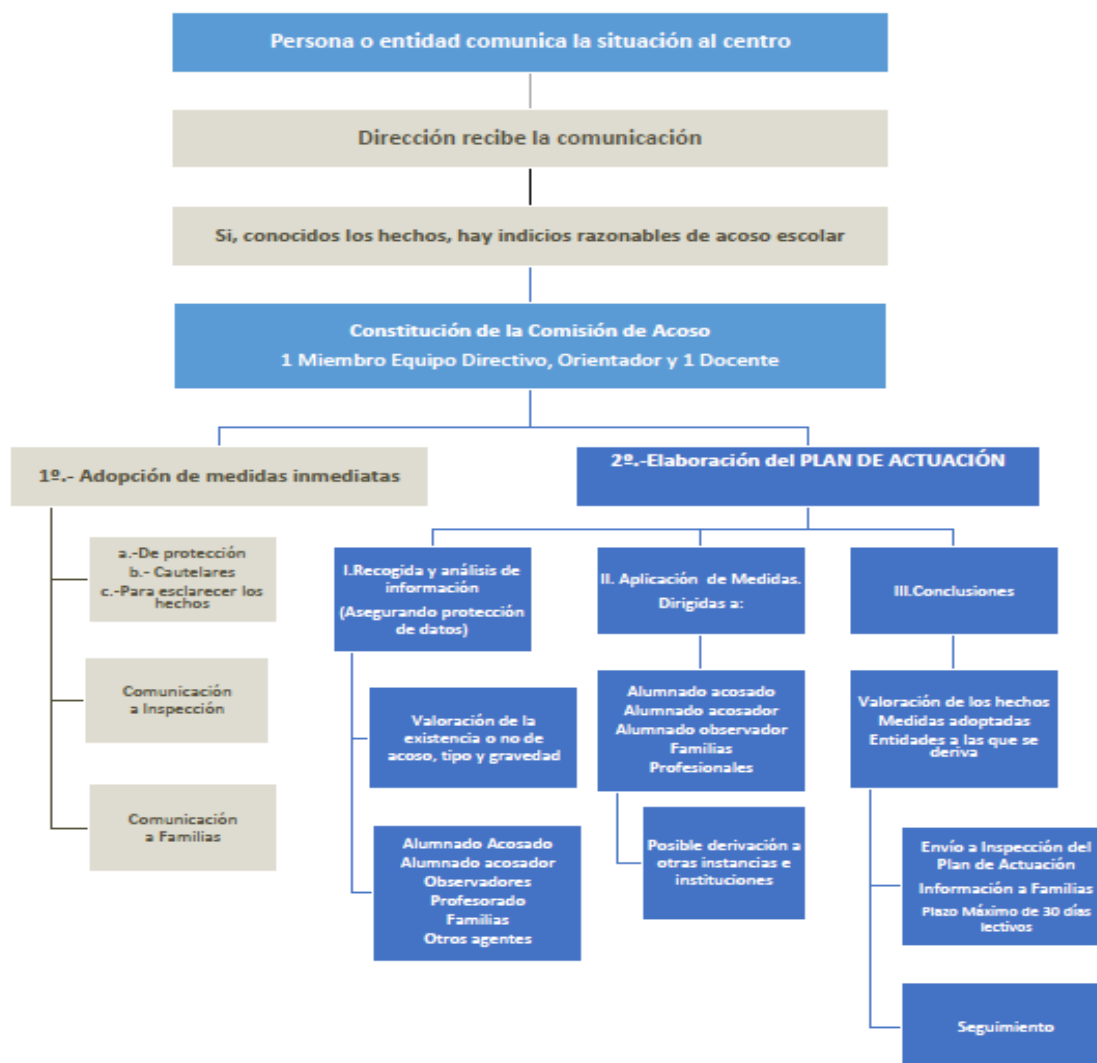 Persona o entidad comunica la situación al centro
Dirección recibe la comunicación
Si, conocidos los hechos, hay indicios razonables de acoso escolar
Constitución de la Comisión de Acoso
1 Miembro Equipo Directivo, Orientador y 1 Docente
1º.- Adopción de medidas inmediatas
a.-De protección
b.- Cautelares
c.-Para esclarecer los
hechos
Comunicación
a Inspección
Comunicación
a Familias
2º.-Elaboración del PLAN DE ACTUACIÓN
I.Recogida y análisis de
información
(Asegurando protección
de datos)
Valoración de la
existencia o no de
acoso, tipo y gravedad
Alumnado Acosado
Alumnado acosador
Observadores
Profesorado
Familias
Otros agentes
II. Aplicación de Medidas.
Dirigidas a:
Alumnado acosado
Alumnado acosador
Alumnado observador
Familias
Profesionales
Posible derivación a
otras instancias e
instituciones
III.Conclusiones
Valoración de los hechos
Medidas adoptadas
Entidades a las que se
deriva
Envío a Inspección del
Plan de Actuación
Información a Familias
Plazo Máximo de 30 días
lectivos
Seguimiento